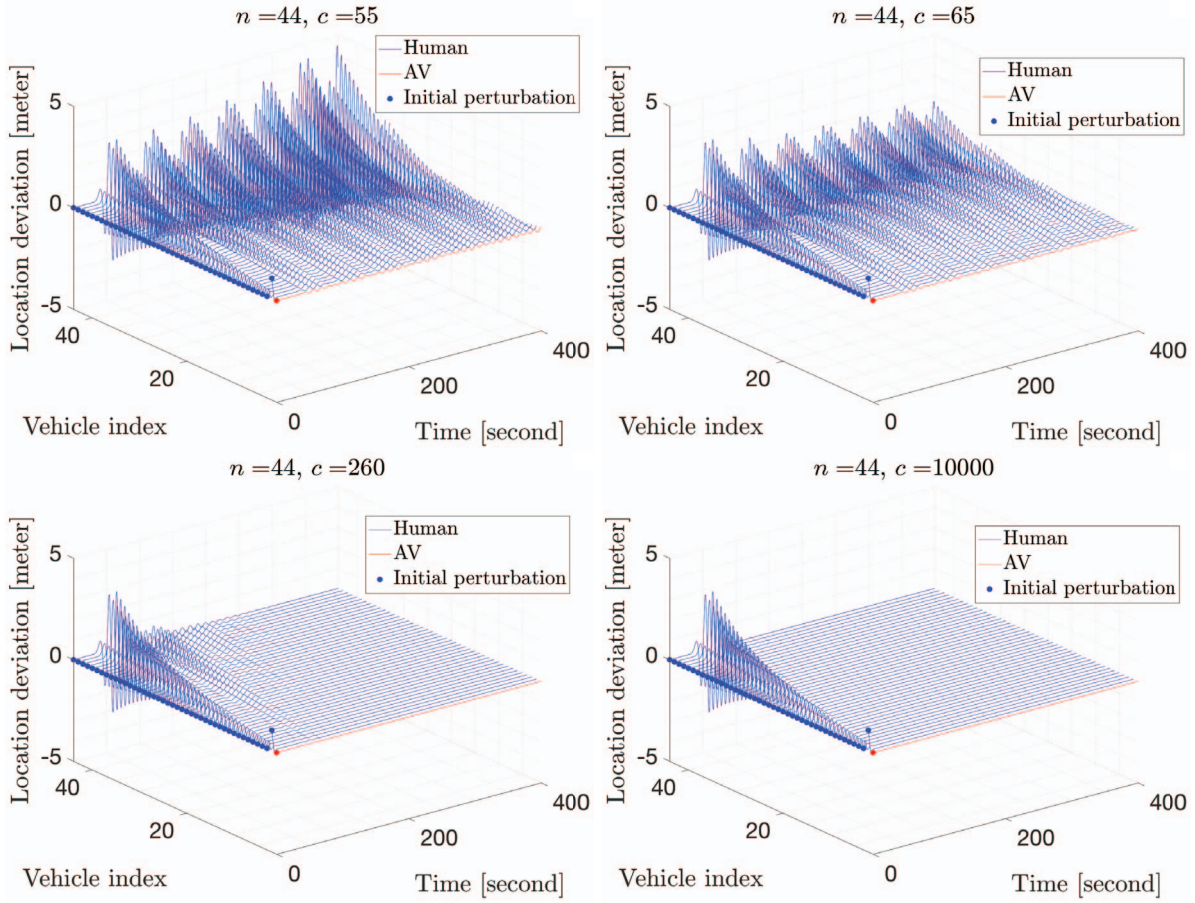 n =44, c =55
Human
AV
Initial perturbation
Location deviation [meter]
5
0
-5
40
20
Vehicle index
0
200
400
Time [second]
n =44, c =65
Human
AV
Initial perturbation
Location deviation [meter]
5
0
-5
40
20
Vehicle index
0
200
400
Time [second]
n =44, c =260
Human
AV
Initial perturbation
Location deviation [meter]
5
0
-5
40
20
Vehicle index
0
200
400
Time [second]
n =44, c =10000
Human
AV
Initial perturbation
Location deviation [meter]
5
0
-5
40
20
Vehicle index
0
200
400
Time [second]